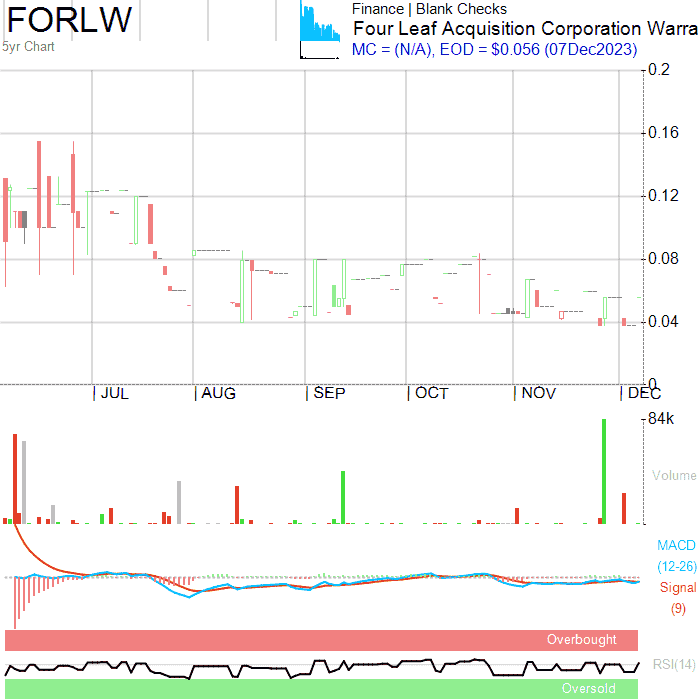 FORLW
5yr Chart
Finance | Blank Checks
Four Leaf Acquisition Corporation Warra
MC = (N/A), EOD = $0.056 (07Dec2023)
0.2
0.16
0.12
0.08
0.04
0
JUL AUG SEP OCT NOV DEC
84k
Volume
MACD
(12-26)
Signal
(9)
Overbought
RSI(14)
Oversold